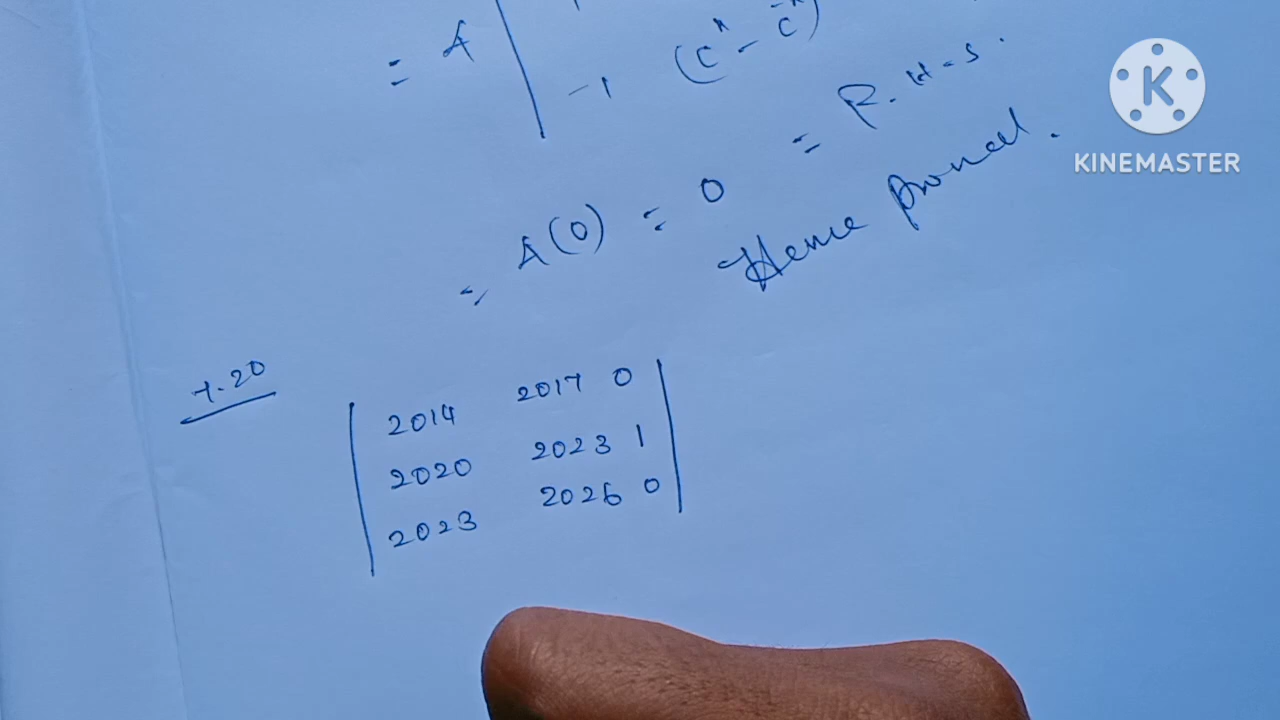 = A | -1 (c^x - c^-x)
= A(0) = 0 = R.H.S.
Hence proved.
7.20
2014 2017 0
2020 2023 1
2023 2026 0
KINEMASTER